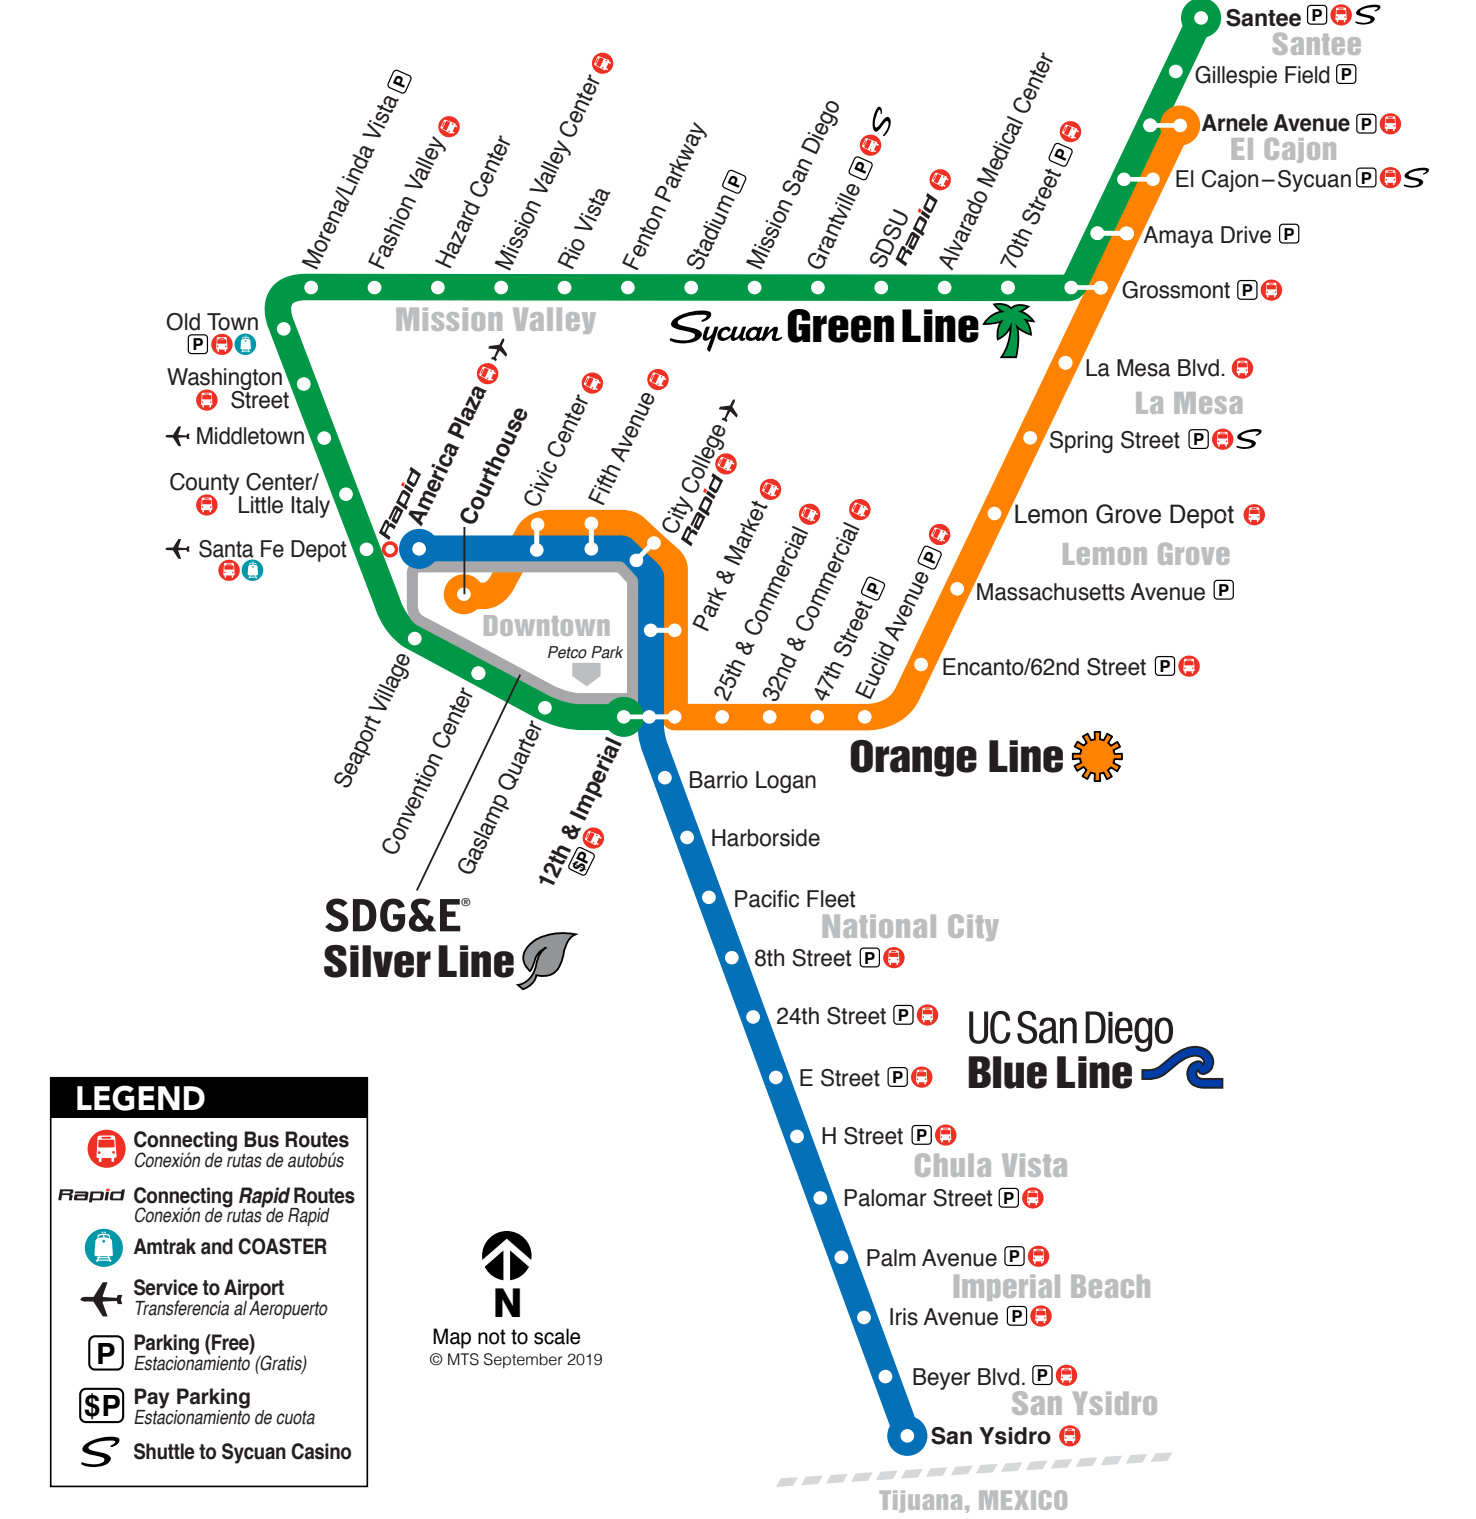 Santee P S
Santee
Gillespie Field P
Arnele Avenue P
El Cajon
El Cajon–Sycuan P S
Amaya Drive P
Grossmont P
Morena/Linda Vista P
Fashion Valley
Hazard Center
Mission Valley Center
Rio Vista
Fenton Parkway
Stadium P
Mission San Diego
Grantville P S
SDSU
Rapid
Alvarado Medical Center
70th Street P
Mission Valley
Sycuan Green Line
Old Town
P
Washington
Street
Middletown
County Center/
Little Italy
Santa Fe Depot
Rapid
America Plaza
Courthouse
Civic Center
Fifth Avenue
City College
Rapid
Park & Market
25th & Commercial
32nd & Commercial
47th Street P
Euclid Avenue P
La Mesa Blvd.
La Mesa
Spring Street P S
Lemon Grove Depot
Lemon Grove
Massachusetts Avenue P
Encanto/62nd Street P
Downtown
Petco Park
Orange Line
Seaport Village
Convention Center
Gaslamp Quarter
12th & Imperial
$P
SDG&E®
Silver Line
Barrio Logan
Harborside
Pacific Fleet
National City
8th Street P
24th Street P
E Street P
UC San Diego
Blue Line
H Street P
Chula Vista
Palomar Street P
Palm Avenue P
Imperial Beach
Iris Avenue P
Beyer Blvd. P
San Ysidro
San Ysidro
Tijuana, MEXICO
LEGEND
Connecting Bus Routes
Conexión de rutas de autobús
Rapid Connecting Rapid Routes
Conexión de rutas de Rapid
Amtrak and COASTER
Service to Airport
Transferencia al Aeropuerto
P Parking (Free)
Estacionamiento (Gratis)
$P Pay Parking
Estacionamiento de cuota
S Shuttle to Sycuan Casino
N
Map not to scale
© MTS September 2019